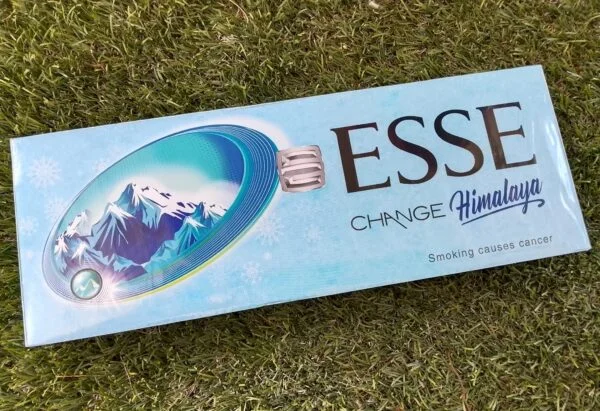 ESSE
CHANGE Himalaya
Smoking causes cancer